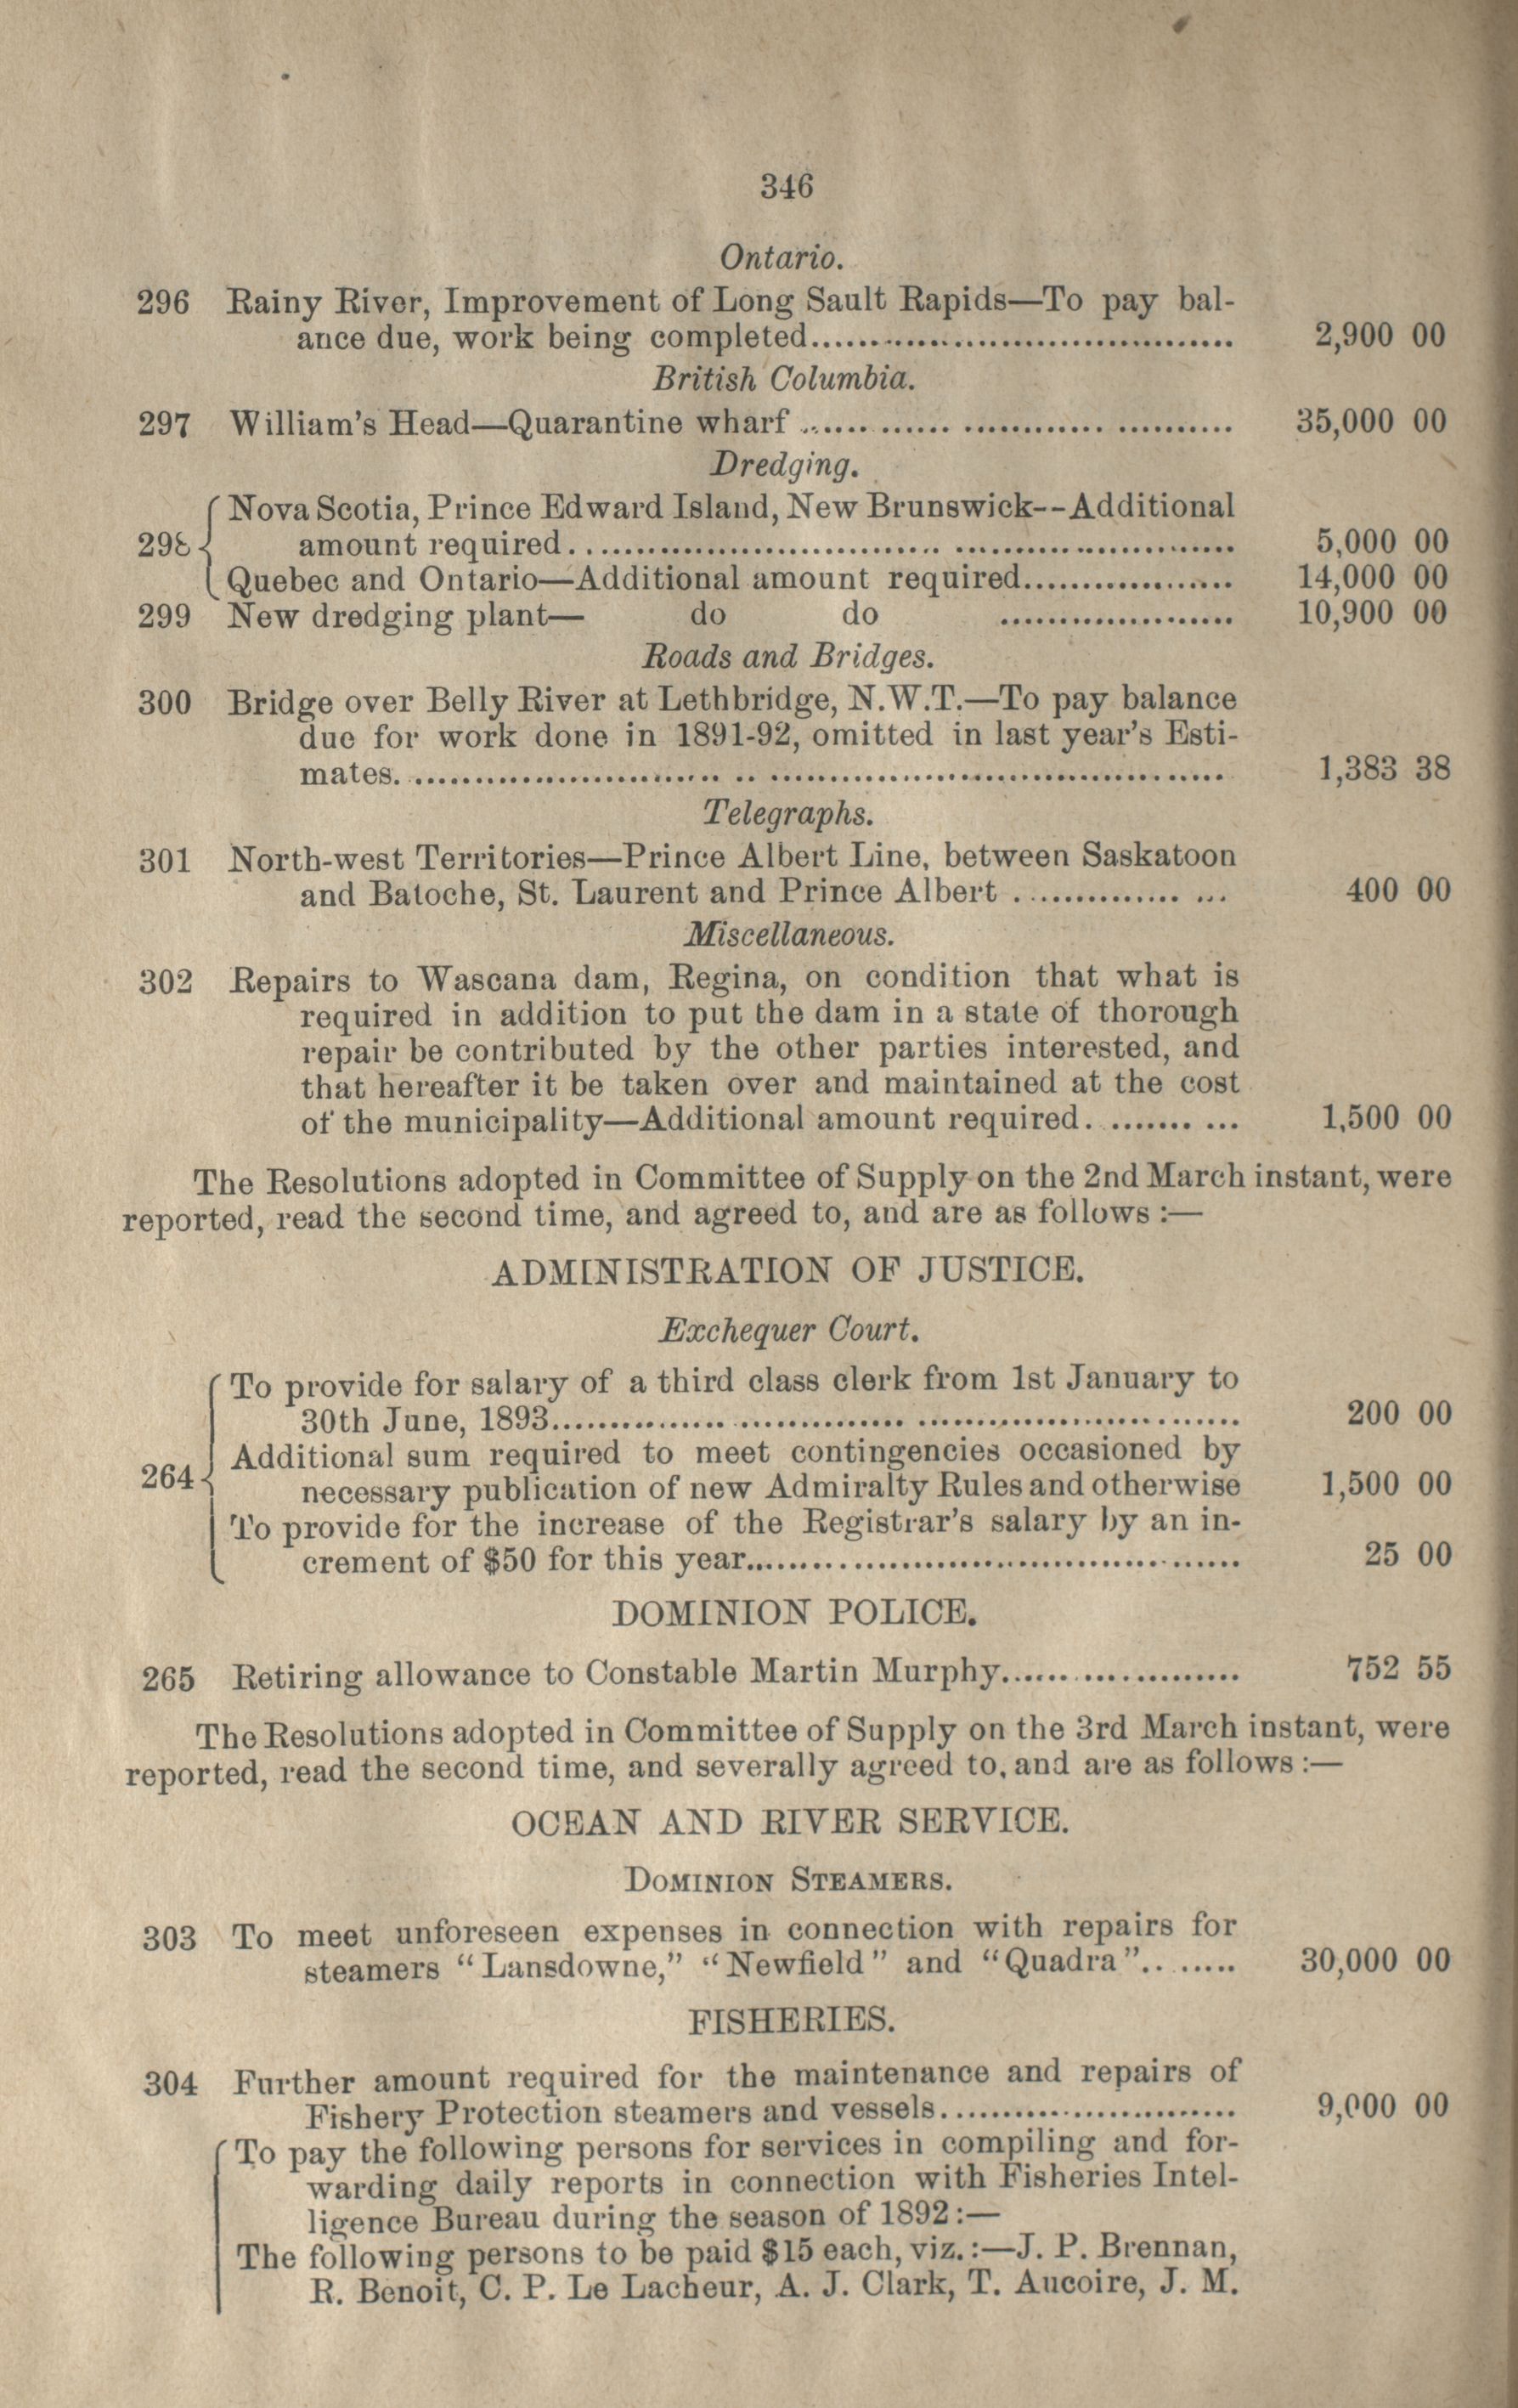 346
Ontario.
296 Rainy River, Improvement of Long Sault Rapids—To pay bal-
ance due, work being completed........................................ 2,900 00
British Columbia.
297 William's Head—Quarantine wharf ........................................ 35,000 00
Dredging.
Nova Scotia, Prince Edward Island, New Brunswick--Additional
298 amount required........................................ 5,000 00
Quebec and Ontario—Additional amount required.................... 14,000 00
299 New dredging plant— do do .................... 10,900 00
Roads and Bridges.
300 Bridge over Belly River at Lethbridge, N.W.T.—To pay balance
due for work done in 1891-92, omitted in last year's Esti-
mates........................................ 1,383 38
Telegraphs.
301 North-west Territories—Prince Albert Line, between Saskatoon
and Batoche, St. Laurent and Prince Albert .................... 400 00
Miscellaneous.
302 Repairs to Wascana dam, Regina, on condition that what is
required in addition to put the dam in a state of thorough
repair be contributed by the other parties interested, and
that hereafter it be taken over and maintained at the cost
of the municipality—Additional amount required............ 1,500 00
The Resolutions adopted in Committee of Supply on the 2nd March instant, were
reported, read the second time, and agreed to, and are as follows :—
ADMINISTRATION OF JUSTICE.
Exchequer Court.
To provide for salary of a third class clerk from 1st January to
30th June, 1893........................................ 200 00
Additional sum required to meet contingencies occasioned by
264 necessary publication of new Admiralty Rules and otherwise 1,500 00
To provide for the increase of the Registrar's salary by an in-
crement of $50 for this year........................................ 25 00
DOMINION POLICE.
265 Retiring allowance to Constable Martin Murphy.................... 752 55
The Resolutions adopted in Committee of Supply on the 3rd March instant, were
reported, read the second time, and severally agreed to, and are as follows :—
OCEAN AND RIVER SERVICE.
DOMINION STEAMERS.
303 To meet unforeseen expenses in connection with repairs for
steamers "Lansdowne," "Newfield" and "Quadra"........ 30,000 00
FISHERIES.
304 Further amount required for the maintenance and repairs of
Fishery Protection steamers and vessels............................ 9,000 00
To pay the following persons for services in compiling and for-
warding daily reports in connection with Fisheries Intel-
ligence Bureau during the season of 1892 :—
The following persons to be paid $15 each, viz. :—J. P. Brennan,
R. Benoit, C. P. Le Lacheur, A. J. Clark, T. Aucoire, J. M.